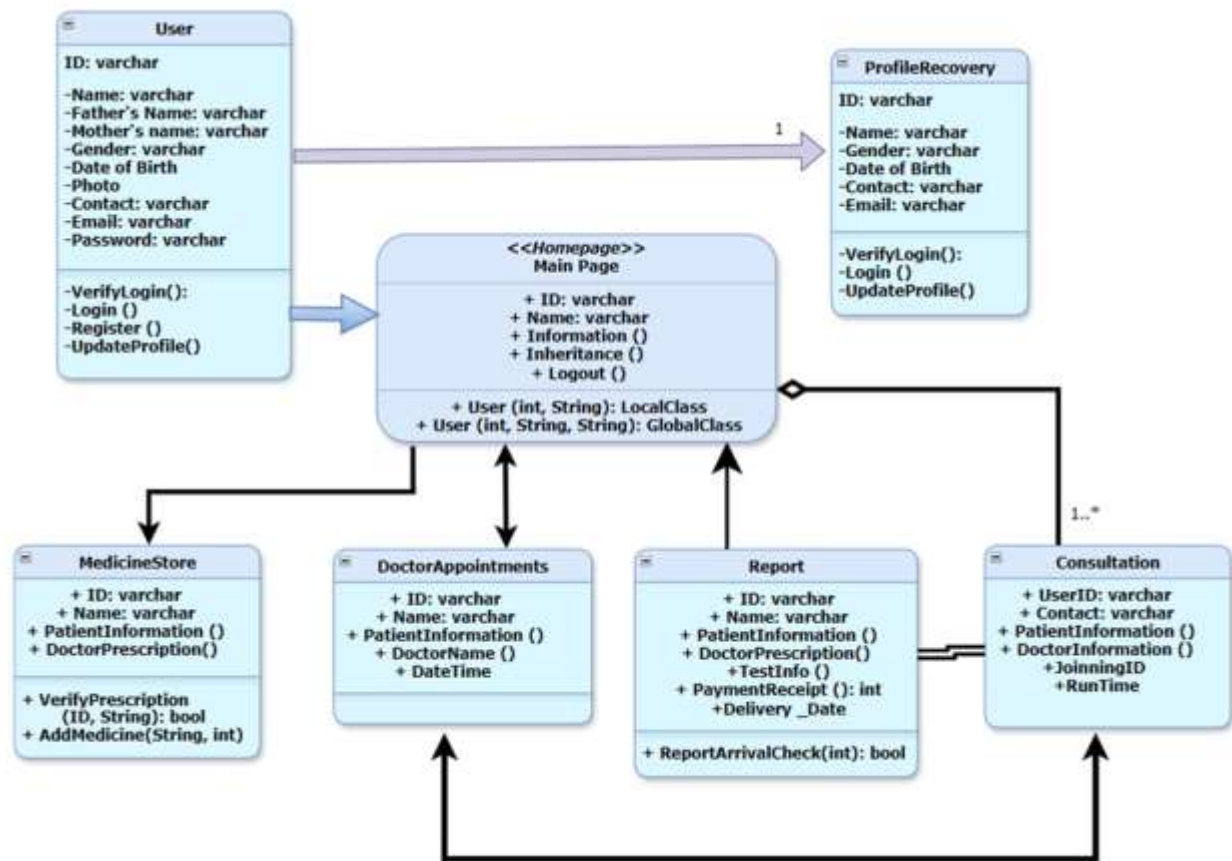 User
ID: varchar
-Name: varchar
-Father's Name: varchar
-Mother's name: varchar
-Gender: varchar
-Date of Birth
-Photo
-Contact: varchar
-Email: varchar
-Password: varchar
-VerifyLogin():
-Login ()
-Register ()
-UpdateProfile()
1
ProfileRecovery
ID: varchar
-Name: varchar
-Gender: varchar
-Date of Birth
-Contact: varchar
-Email: varchar
-VerifyLogin():
-Login ()
-UpdateProfile()
<<Homepage>>
Main Page
+ ID: varchar
+ Name: varchar
+ Information ()
+ Inheritance ()
+ Logout ()
+ User (int, String): LocalClass
+ User (int, String, String): GlobalClass
1..*
MedicineStore
+ ID: varchar
+ Name: varchar
+ PatientInformation ()
+ DoctorPrescription()
+ VerifyPrescription
(ID, String): bool
+ AddMedicine(String, int)
DoctorAppointments
+ ID: varchar
+ Name: varchar
+ PatientInformation ()
+ DoctorName ()
+ DateTime
Report
+ ID: varchar
+ Name: varchar
+ PatientInformation ()
+ DoctorPrescription()
+TestInfo ()
+ PaymentReceipt (): int
+Delivery _Date
+ ReportArrivalCheck(int): bool
Consultation
+ UserID: varchar
+ Contact: varchar
+ PatientInformation ()
+ DoctorInformation ()
+JoinningID
+RunTime